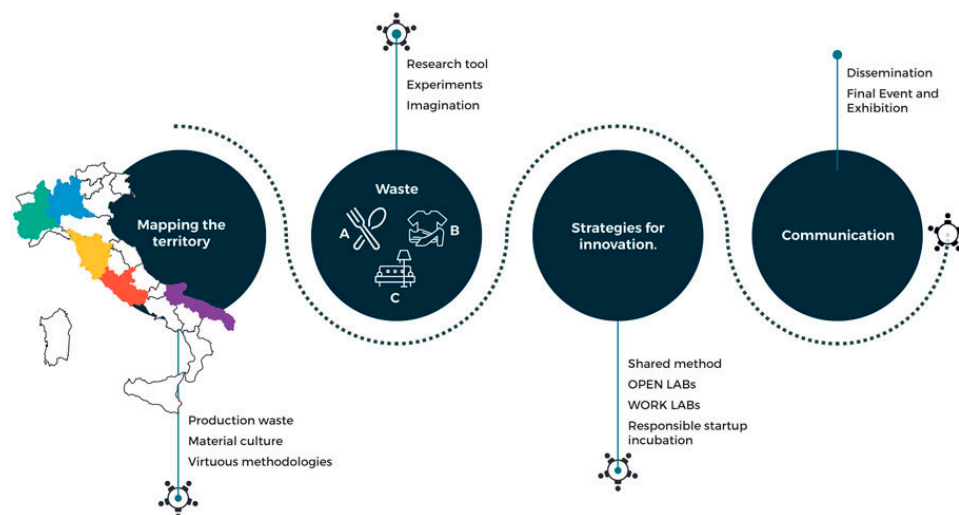 Mapping the
territory
Production waste
Material culture
Virtuous methodologies
Research tool
Experiments
Imagination
Waste
A
B
C
Strategies for
innovation.
Shared method
OPEN LABs
WORK LABs
Responsible startup
incubation
Dissemination
Final Event and
Exhibition
Communication